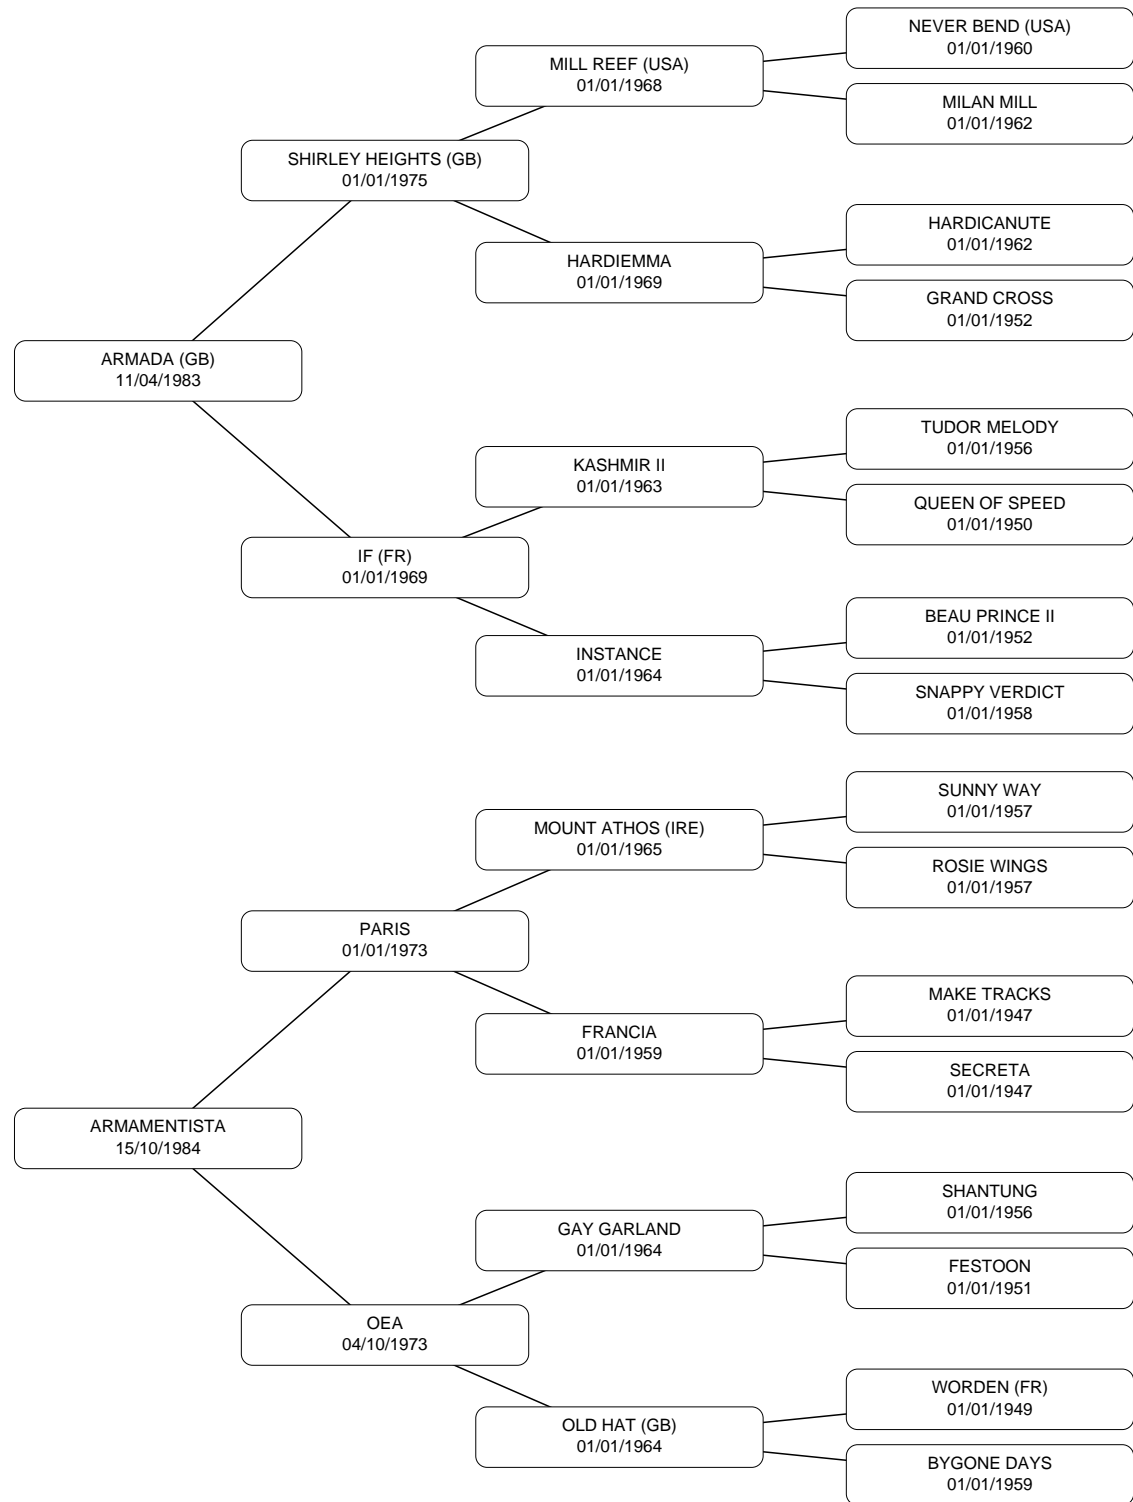 NEVER BEND (USA)
01/01/1960
MILL REEF (USA)
01/01/1968
MILAN MILL
01/01/1962
SHIRLEY HEIGHTS (GB)
01/01/1975
HARDICANUTE
01/01/1962
HARDIEMMA
01/01/1969
GRAND CROSS
01/01/1952
ARMADA (GB)
11/04/1983
TUDOR MELODY
01/01/1956
KASHMIR II
01/01/1963
QUEEN OF SPEED
01/01/1950
IF (FR)
01/01/1969
BEAU PRINCE II
01/01/1952
INSTANCE
01/01/1964
SNAPPY VERDICT
01/01/1958
SUNNY WAY
01/01/1957
MOUNT ATHOS (IRE)
01/01/1965
ROSIE WINGS
01/01/1957
PARIS
01/01/1973
MAKE TRACKS
01/01/1947
FRANCIA
01/01/1959
SECRETA
01/01/1947
ARMAMENTISTA
15/10/1984
SHANTUNG
01/01/1956
GAY GARLAND
01/01/1964
FESTOON
01/01/1951
OEA
04/10/1973
WORDEN (FR)
01/01/1949
OLD HAT (GB)
01/01/1964
BYGONE DAYS
01/01/1959